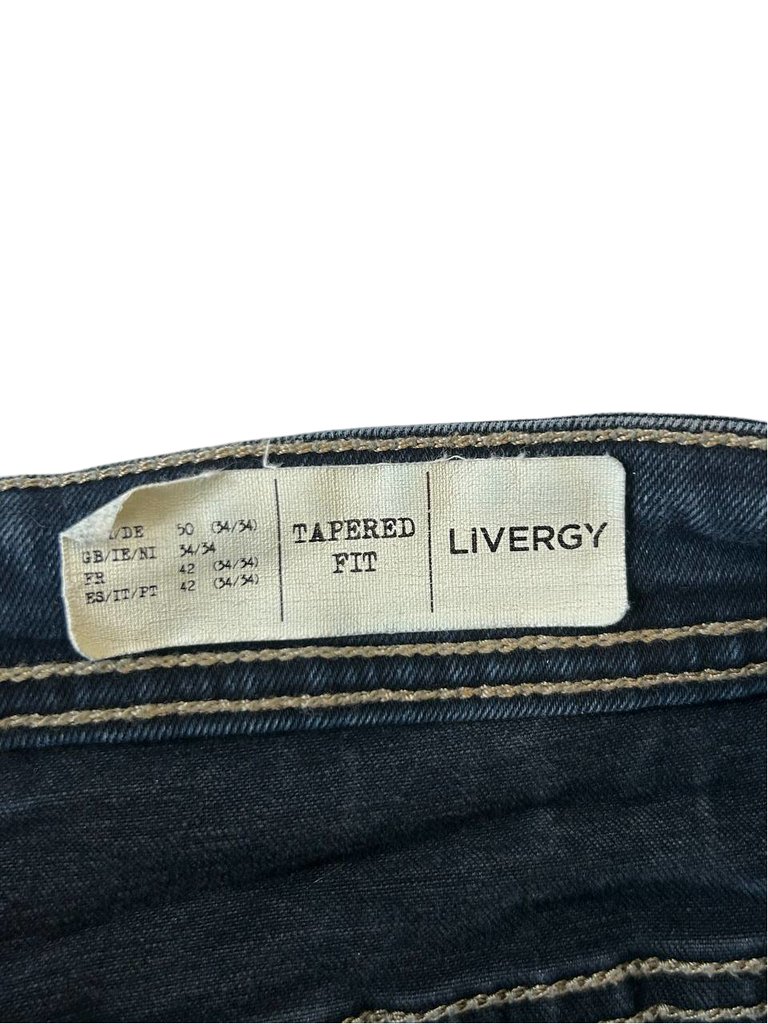 /DE 50 (34/34)
GB/IE/NI 34/34
FR 42 (34/34)
ES/IT/PT 42 (34/34)
TAPERED
FIT
LIVERGY